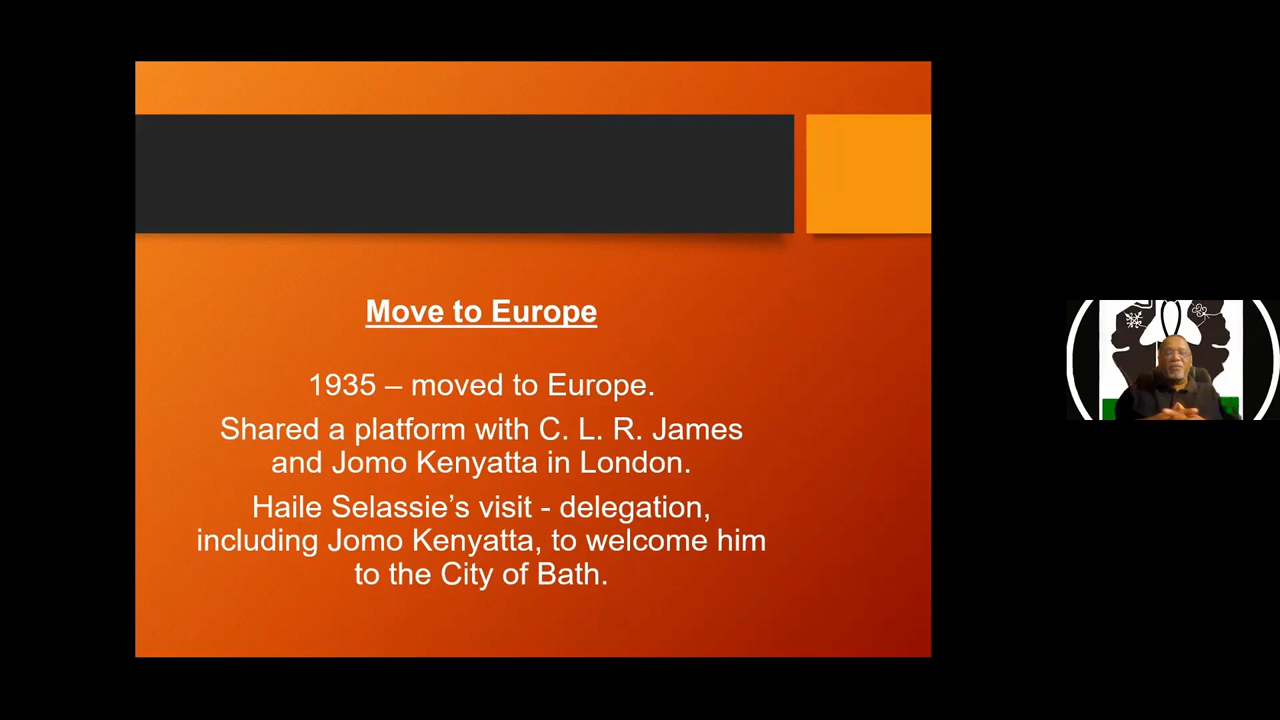 Move to Europe
1935 – moved to Europe.
Shared a platform with C. L. R. James
and Jomo Kenyatta in London.
Haile Selassie’s visit - delegation,
including Jomo Kenyatta, to welcome him
to the City of Bath.